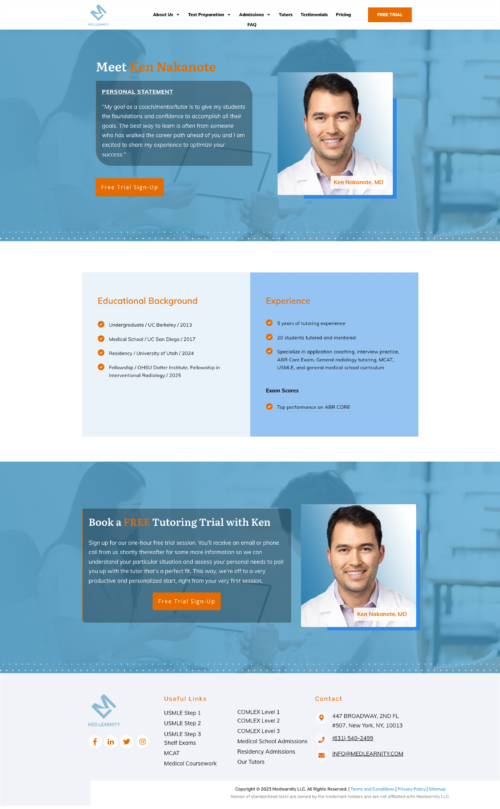 About Us
Test Preparation
Admissions
Tutors
Testimonials
Pricing
FAQ
FREE TRIAL
MEDLEARNITY
Meet Ken Nakanote
PERSONAL STATEMENT
"My goal as a coach/mentor/tutor is to give my students
the foundations and confidence to accomplish all their
goals. The best way to learn is often from someone
who has walked the career path ahead of you and I am
excited to share my experience to optimize your
success."
Free Trial Sign-Up
Ken Nakanote, MD
Educational Background
Undergraduate / UC Berkeley / 2013
Medical School / UC San Diego / 2017
Residency / University of Utah / 2024
Fellowship / OHSU Dotter Institute, Fellowship in
Interventional Radiology / 2025
Experience
5 years of tutoring experience
20 students tutored and mentored
Specialize in application coaching, interview practice,
ABR Core Exam, General radiology tutoring, MCAT,
USMLE, and general medical school curriculum
Exam Scores
Top performance on ABR CORE
Book a FREE Tutoring Trial with Ken
Sign up for our one-hour free trial session. You'll receive an email or phone
call from us shortly thereafter for some more information so we can
understand your particular situation and assess your personal needs to pair
you up with the tutor that's a perfect fit. This way, we're off to a very
productive and personalized start, right from your very first session.
Free Trial Sign-Up
Ken Nakanote, MD
MEDLEARNITY
Useful Links
USMLE Step 1
USMLE Step 2
USMLE Step 3
Shelf Exams
MCAT
Medical Coursework
COMLEX Level 1
COMLEX Level 2
COMLEX Level 3
Medical School Admissions
Residency Admissions
Our Tutors
Contact
447 BROADWAY, 2ND FL
#507, New York, NY, 10013
(631) 540-2499
INFO@MEDLEARNITY.COM
Copyright © 2025 Medlearnity LLC. All Rights Reserved. | Terms and Conditions | Privacy Policy | Sitemap
Names of standardized tests are owned by the trademark holders and are not affiliated with Medlearnity LLC.